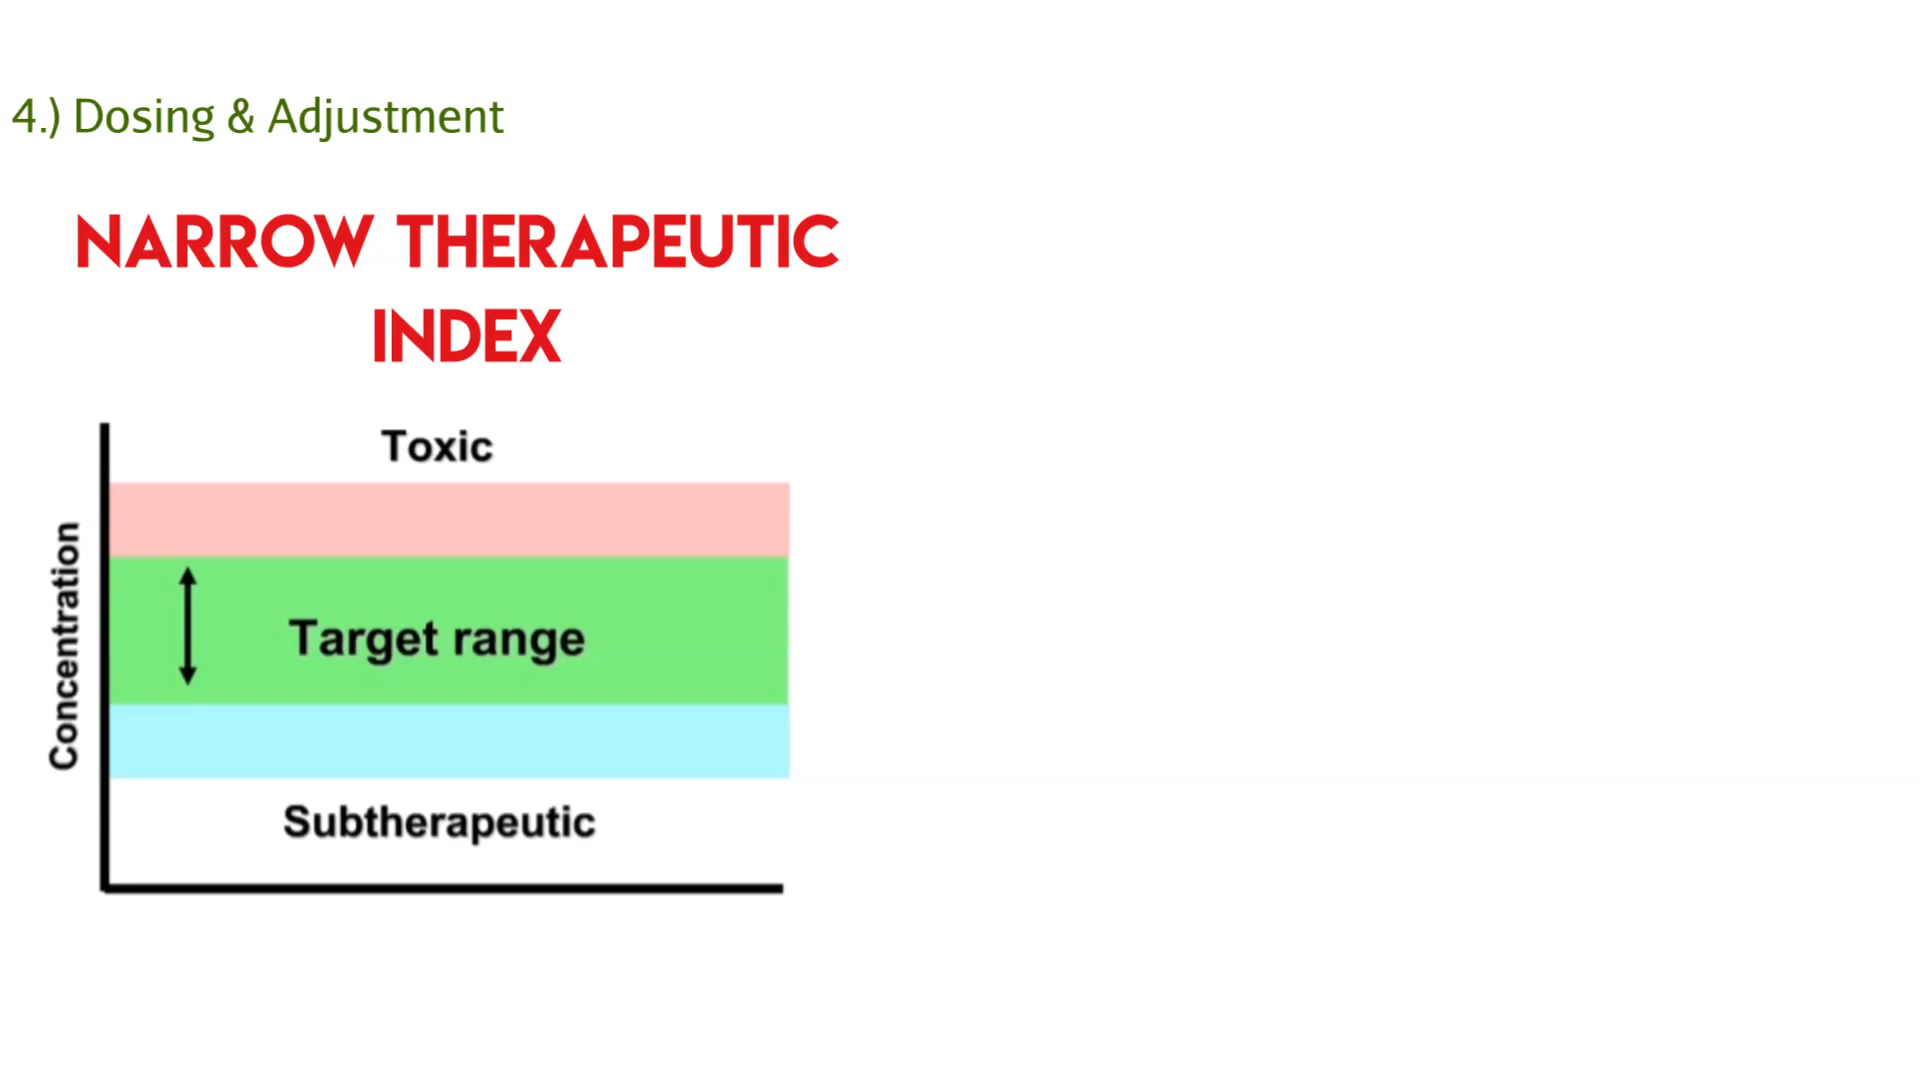 4.) Dosing & Adjustment
NARROW THERAPEUTIC
INDEX
Toxic
Concentration
Target range
Subtherapeutic